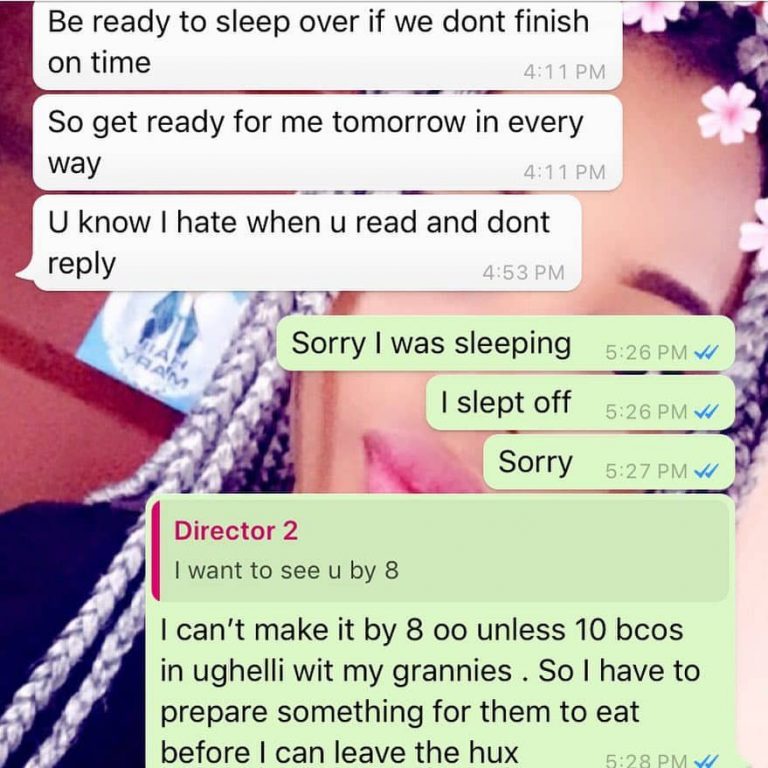 Be ready to sleep over if we dont finish
on time
4:11 PM
So get ready for me tomorrow in every
way
4:11 PM
U know I hate when u read and dont
reply
4:53 PM
Sorry I was sleeping 5:26 PM
I slept off 5:26 PM
Sorry 5:27 PM
Director 2
I want to see u by 8
I can't make it by 8 oo unless 10 bcos
in ughelli wit my grannies . So I have to
prepare something for them to eat
before I can leave the hux 5:28 PM